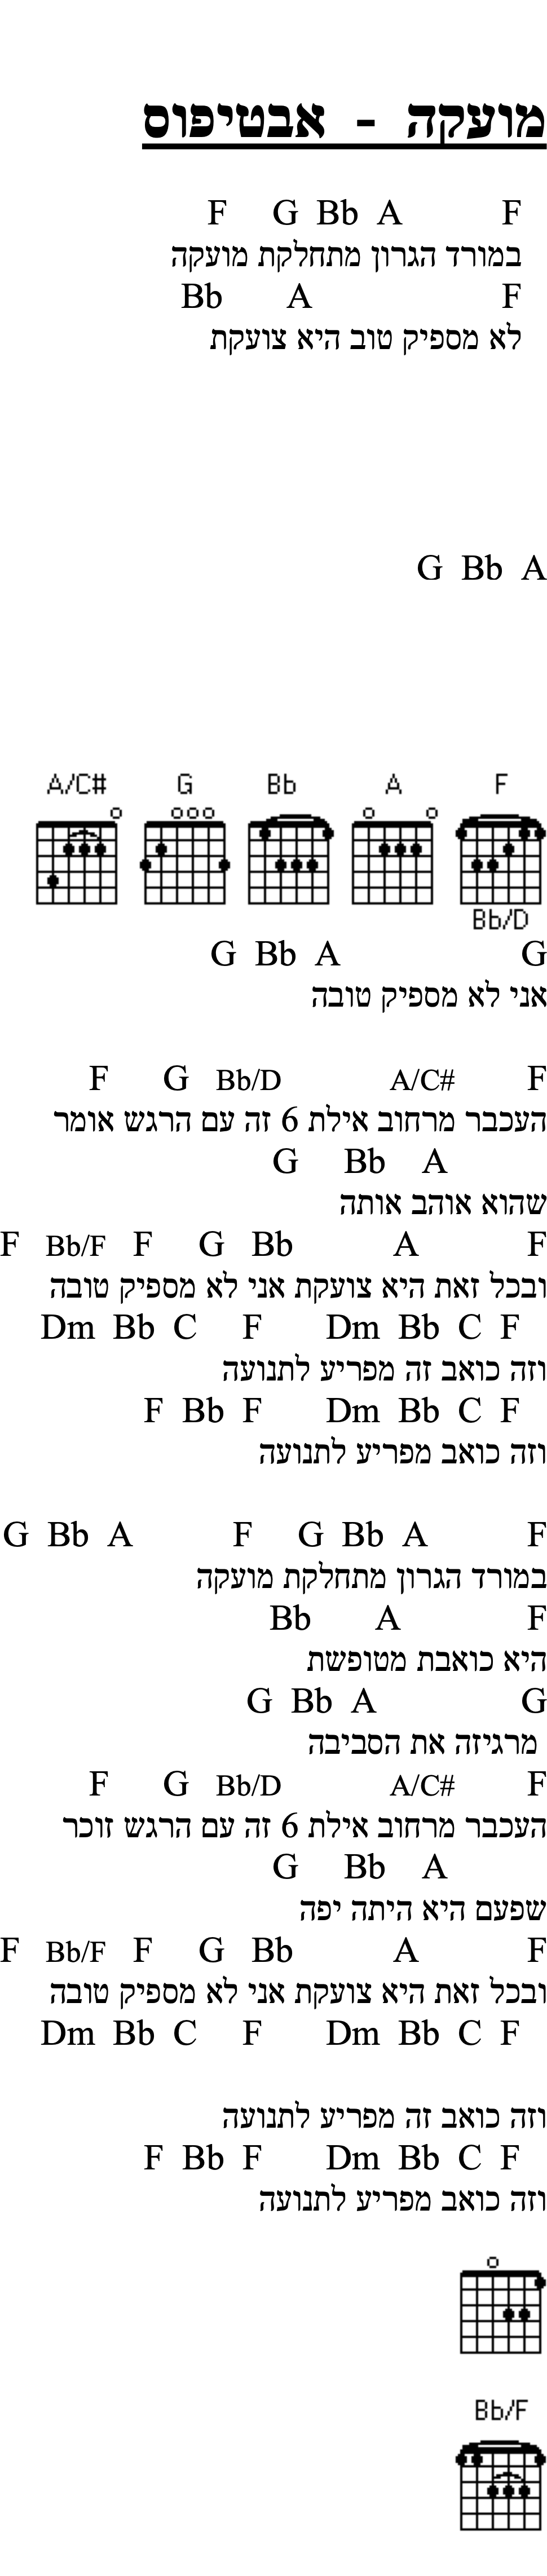 מועקה - אבטיפוס
F G Bb A F
במורד הגרון מתחלקת מועקה
Bb A F
לא מספיק טוב היא צועקת
G Bb A
A/C# G Bb A F
Bb/D
G Bb A G
אני לא מספיק טובה
F G Bb/D A/C# F
העכבר מרחוב אילת 6 זה עם הרגש אומר
G Bb A
שהוא אוהב אותה
F Bb/F F G Bb A F
ובכל זאת היא צועקת אני לא מספיק טובה
Dm Bb C F Dm Bb C F
וזה כואב זה מפריע לתנועה
F Bb F Dm Bb C F
וזה כואב מפריע לתנועה
G Bb A F G Bb A F
במורד הגרון מתחלקת מועקה
Bb A F
היא כואבת מטופשת
G Bb A G
מרגיזה את הסביבה
F G Bb/D A/C# F
העכבר מרחוב אילת 6 זה עם הרגש זוכר
G Bb A
שפעם היא היתה יפה
F Bb/F F G Bb A F
ובכל זאת היא צועקת אני לא מספיק טובה
Dm Bb C F Dm Bb C F
וזה כואב זה מפריע לתנועה
F Bb F Dm Bb C F
וזה כואב מפריע לתנועה
Bb/F